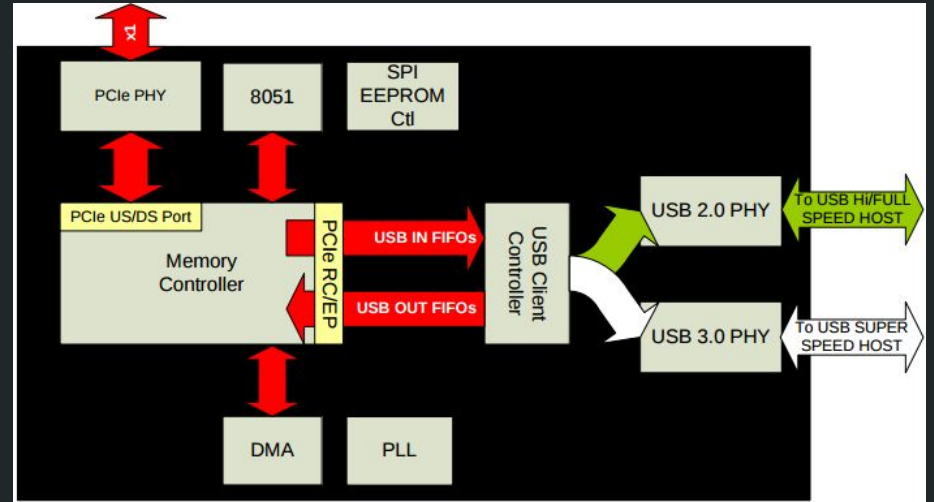 x1
PCIe PHY
8051
SPI
EEPROM
Ctl
PCIe US/DS Port
Memory
Controller
PCIe RC/EP
USB IN FIFOs
USB OUT FIFOs
USB Client
Controller
USB 2.0 PHY
To USB Hi/FULL
SPEED HOST
USB 3.0 PHY
To USB SUPER
SPEED HOST
DMA
PLL